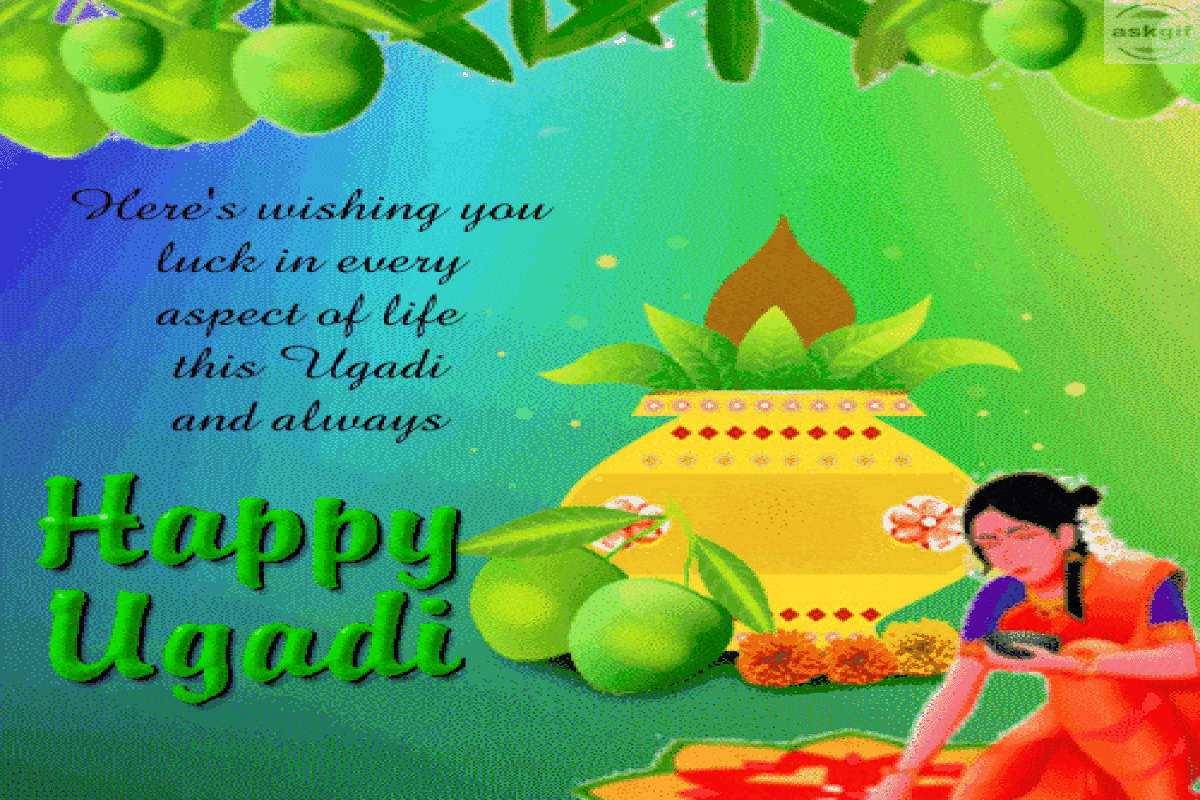 askgif
Here's wishing you
luck in every
aspect of life
this Ugadi
and always
Happy
Ugadi